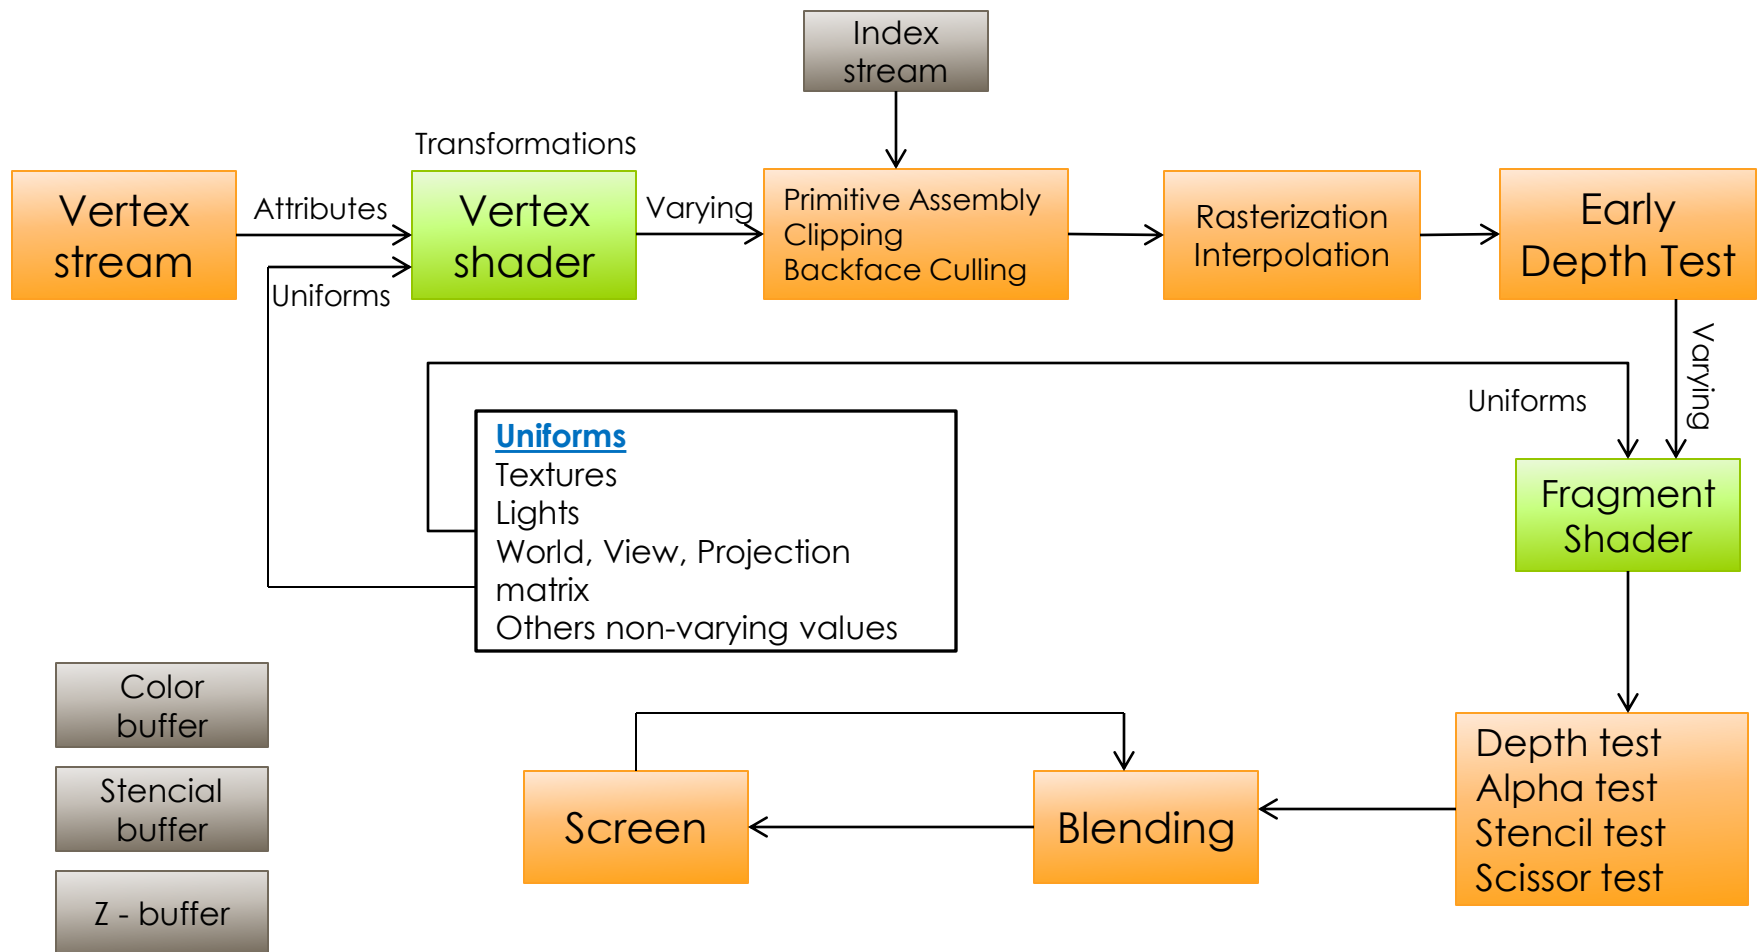 Index
stream
Transformations
Vertex
stream
Attributes
Uniforms
Vertex
shader
Varying
Primitive Assembly
Clipping
Backface Culling
Rasterization
Interpolation
Early
Depth Test
Varying
Uniforms
Uniforms
Textures
Lights
World, View, Projection
matrix
Others non-varying values
Fragment
Shader
Color
buffer
Stencial
buffer
Z - buffer
Screen
Blending
Depth test
Alpha test
Stencil test
Scissor test